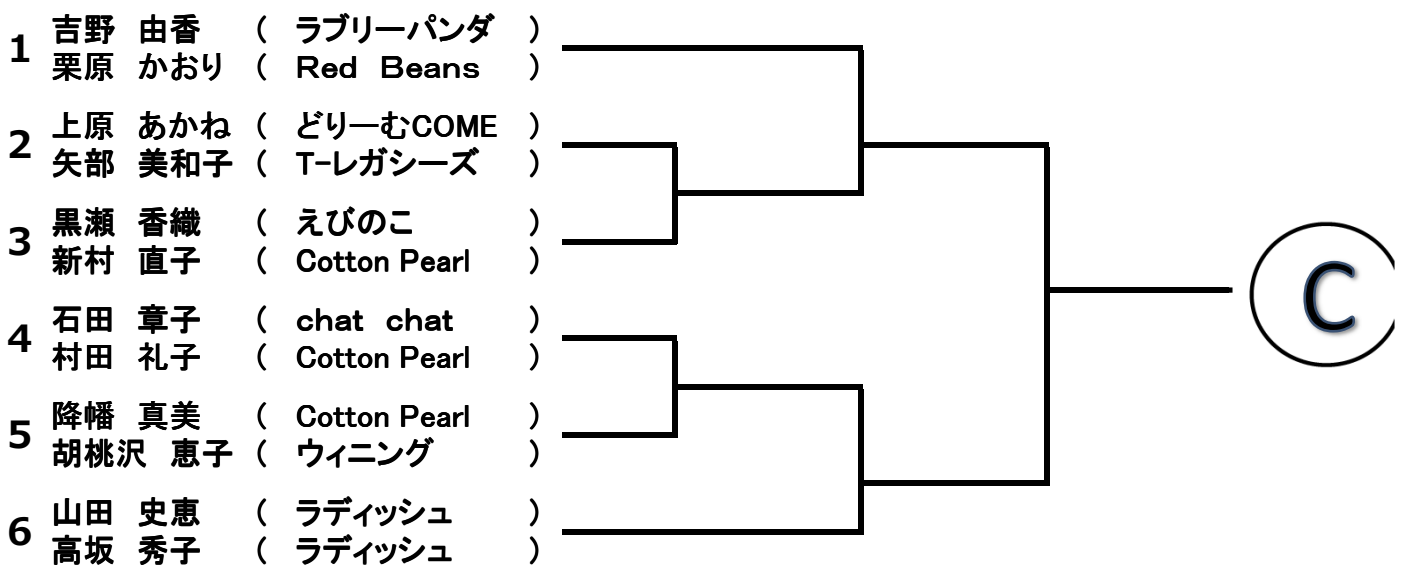 1
吉野 由香 ( ラブリーパンダ )
栗原 かおり ( Red Beans )
2
上原 あかね ( どりーむCOME )
矢部 美和子 ( T-レガシーズ )
3
黒瀬 香織 ( えびのこ )
新村 直子 ( Cotton Pearl )
4
石田 章子 ( chat chat )
村田 礼子 ( Cotton Pearl )
5
降幡 真美 ( Cotton Pearl )
胡桃沢 恵子 ( ウィニング )
6
山田 史恵 ( ラディッシュ )
高坂 秀子 ( ラディッシュ )
C